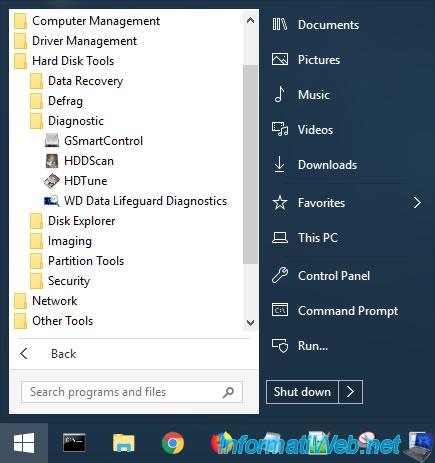 Computer Management
Driver Management
Hard Disk Tools
Data Recovery
Defrag
Diagnostic
GSmartControl
HDDScan
HDTune
WD Data Lifeguard Diagnostics
Disk Explorer
Imaging
Partition Tools
Security
Network
Other Tools
Back
Search programs and files
Documents
Pictures
Music
Videos
Downloads
Favorites
This PC
Control Panel
Command Prompt
Run...
Shut down
InformatiWeb.net